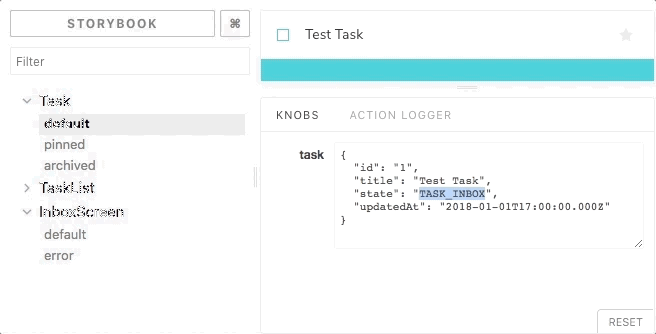 STORYBOOK
⌘
Filter
Task
default
pinned
archived
TaskList
InboxScreen
default
error
Test Task
KNOBS
ACTION LOGGER
task
{
"id": "1",
"title": "Test Task",
"state": "TASK_INBOX",
"updatedAt": "2018-01-01T17:00:00.000Z"
}
RESET